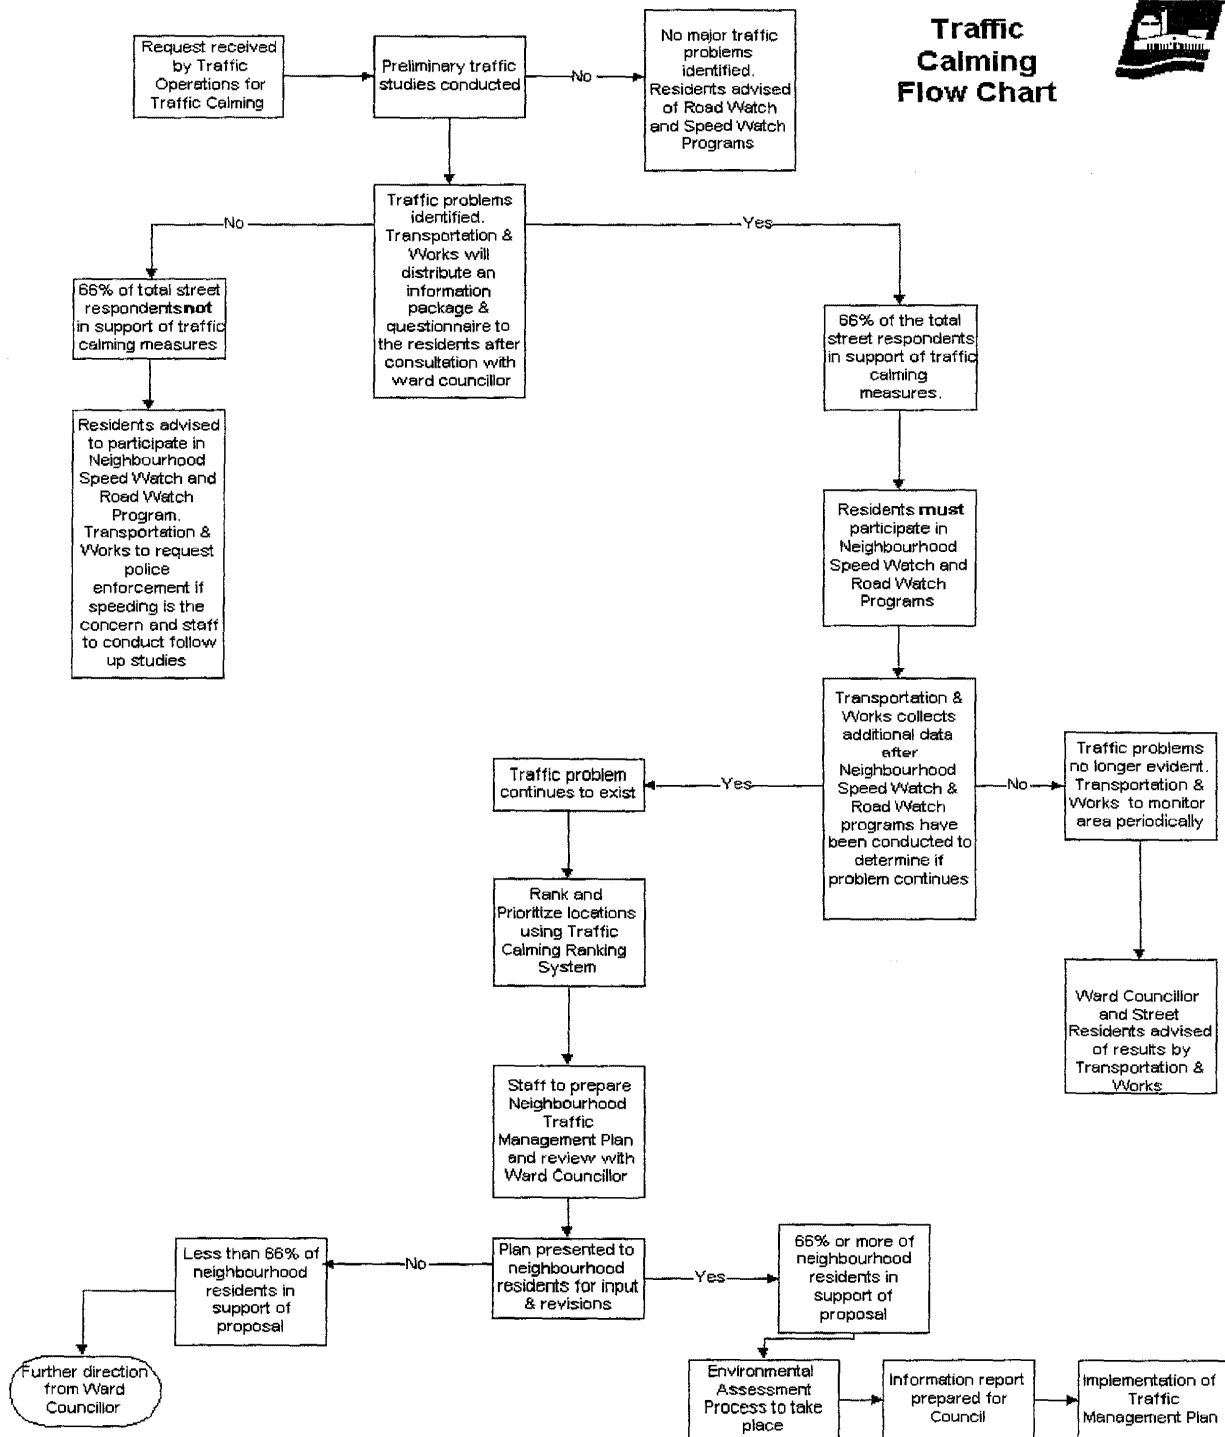 Traffic
Calming
Flow Chart
Request received
by Traffic
Operations for
Traffic Calming
Preliminary traffic
studies conducted
No
No major traffic
problems
identified.
Residents advised
of Road Watch
and Speed Watch
Programs
Traffic problems
identified.
Transportation &
Works will
distribute an
information
package &
questionnaire to
the residents after
consultation with
ward councillor
No
Yes
66% of total street
respondents not
in support of traffic
calming measures
66% of the total
street respondents
in support of traffic
calming
measures.
Residents advised
to participate in
Neighbourhood
Speed Watch and
Road Watch
Program.
Transportation &
Works to request
police
enforcement if
speeding is the
concern and staff
to conduct follow
up studies
Residents must
participate in
Neighbourhood
Speed Watch and
Road Watch
Programs
Transportation &
Works collects
additional data
after
Neighbourhood
Speed Watch &
Road Watch
programs have
been conducted to
determine if
problem continues
Yes
No
Traffic problem
continues to exist
Traffic problems
no longer evident.
Transportation &
Works to monitor
area periodically
Rank and
Prioritize locations
using Traffic
Calming Ranking
System
Ward Councillor
and Street
Residents advised
of results by
Transportation &
Works
Staff to prepare
Neighbourhood
Traffic
Management Plan
and review with
Ward Councillor
Plan presented to
neighbourhood
residents for input
& revisions
No
Yes
Less than 66% of
neighbourhood
residents in
support of
proposal
66% or more of
neighbourhood
residents in
support of
proposal
Further direction
from Ward
Councillor
Environmental
Assessment
Process to take
place
Information report
prepared for
Council
Implementation of
Traffic
Management Plan